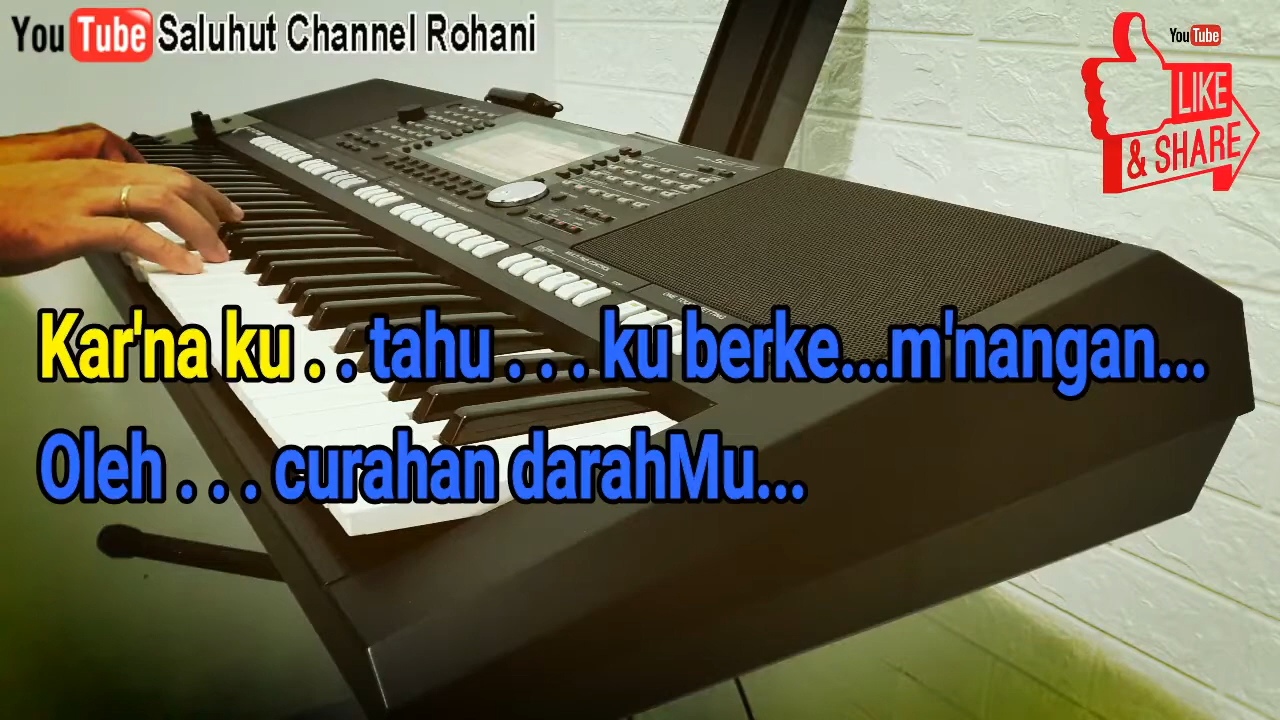 YouTube Saluhut Channel Rohani
YouTube
LIKE
& SHARE
Kar'na ku . . tahu . . . ku berke...m'nangan...
Oleh . . . curahan darahMu...